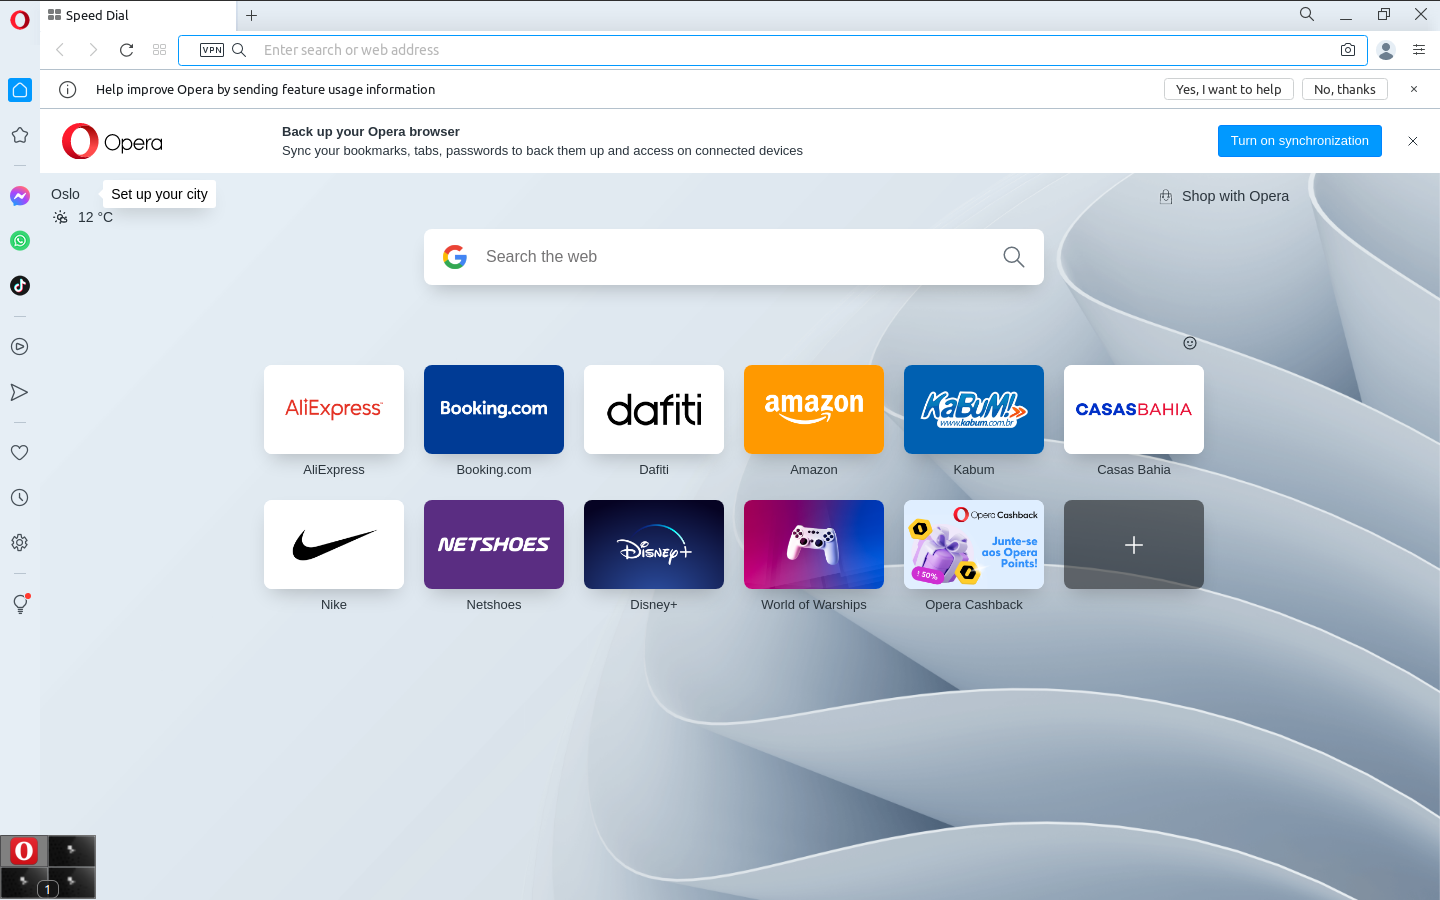 Speed Dial
VPN
Enter search or web address
Help improve Opera by sending feature usage information
Yes, I want to help
No, thanks
Opera
Back up your Opera browser
Sync your bookmarks, tabs, passwords to back them up and access on connected devices
Turn on synchronization
Oslo
Set up your city
12 °C
Shop with Opera
Search the web
AliExpress
Booking.com
dafiti
amazon
KaBuM!
www.kabum.com.br
CASASBAHIA
AliExpress
Booking.com
Dafiti
Amazon
Kabum
Casas Bahia
NETSHOES
Disney+
Opera Cashback
Junte-se
aos Opera
Points!
↑ 50%
Nike
Netshoes
Disney+
World of Warships
Opera Cashback
1